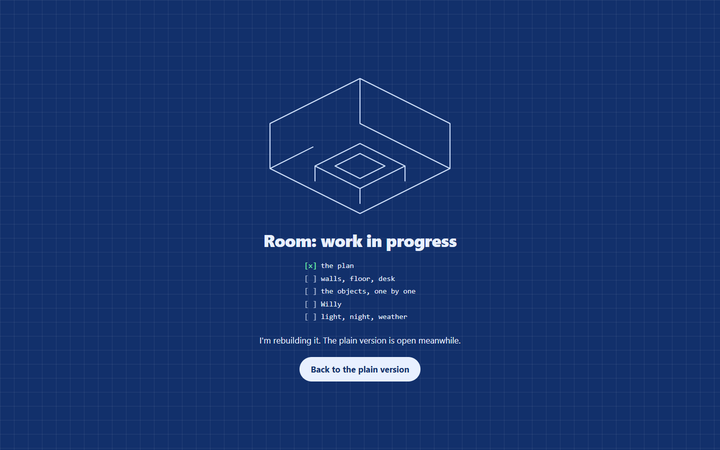 Room: work in progress
[x] the plan
[ ] walls, floor, desk
[ ] the objects, one by one
[ ] Willy
[ ] light, night, weather
I'm rebuilding it. The plain version is open meanwhile.
Back to the plain version